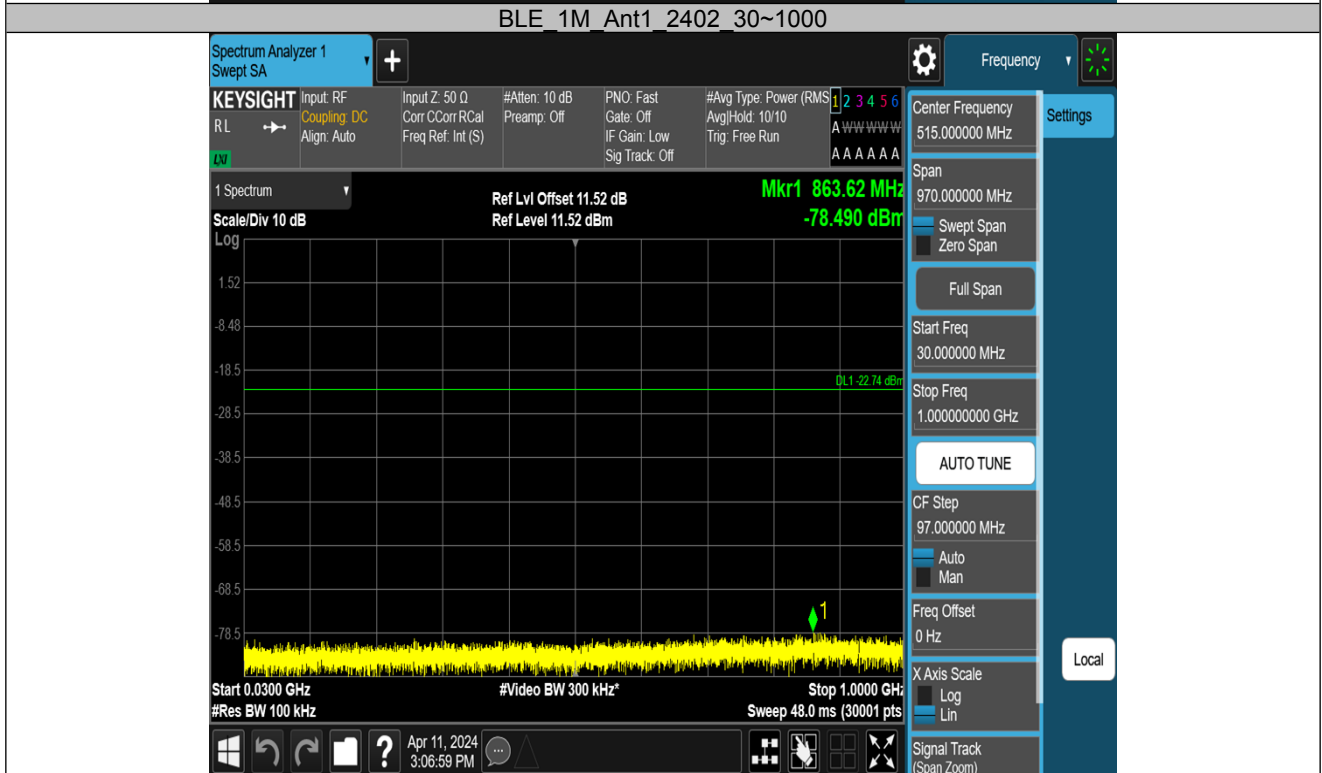 BLE_1M_Ant1_2402_30~1000
Spectrum Analyzer 1
Swept SA
+
Frequency
KEYSIGHT
RL
LXI
Input: RF
Coupling: DC
Align: Auto
Input Z: 50 Ω
Corr CCorr RCal
Freq Ref: Int (S)
#Atten: 10 dB
Preamp: Off
PNO: Fast
Gate: Off
IF Gain: Low
Sig Track: Off
#Avg Type: Power (RMS
Avg|Hold: 10/10
Trig: Free Run
1 2 3 4 5 6
A W W W W W
A A A A A A
1 Spectrum
Scale/Div 10 dB
Ref Lvl Offset 11.52 dB
Ref Level 11.52 dBm
Mkr1 863.62 MHz
-78.490 dBm
Log
1.52
-8.48
-18.5
-28.5
-38.5
-48.5
-58.5
-68.5
-78.5
DL1 -22.74 dBm
1
Start 0.0300 GHz
#Res BW 100 kHz
#Video BW 300 kHz*
Stop 1.0000 GHz
Sweep 48.0 ms (30001 pts
?
Apr 11, 2024
3:06:59 PM
Center Frequency
515.000000 MHz
Span
970.000000 MHz
Swept Span
Zero Span
Full Span
Start Freq
30.000000 MHz
Stop Freq
1.000000000 GHz
AUTO TUNE
CF Step
97.000000 MHz
Auto
Man
Freq Offset
0 Hz
X Axis Scale
Log
Lin
Signal Track
(Span Zoom)
Settings
Local